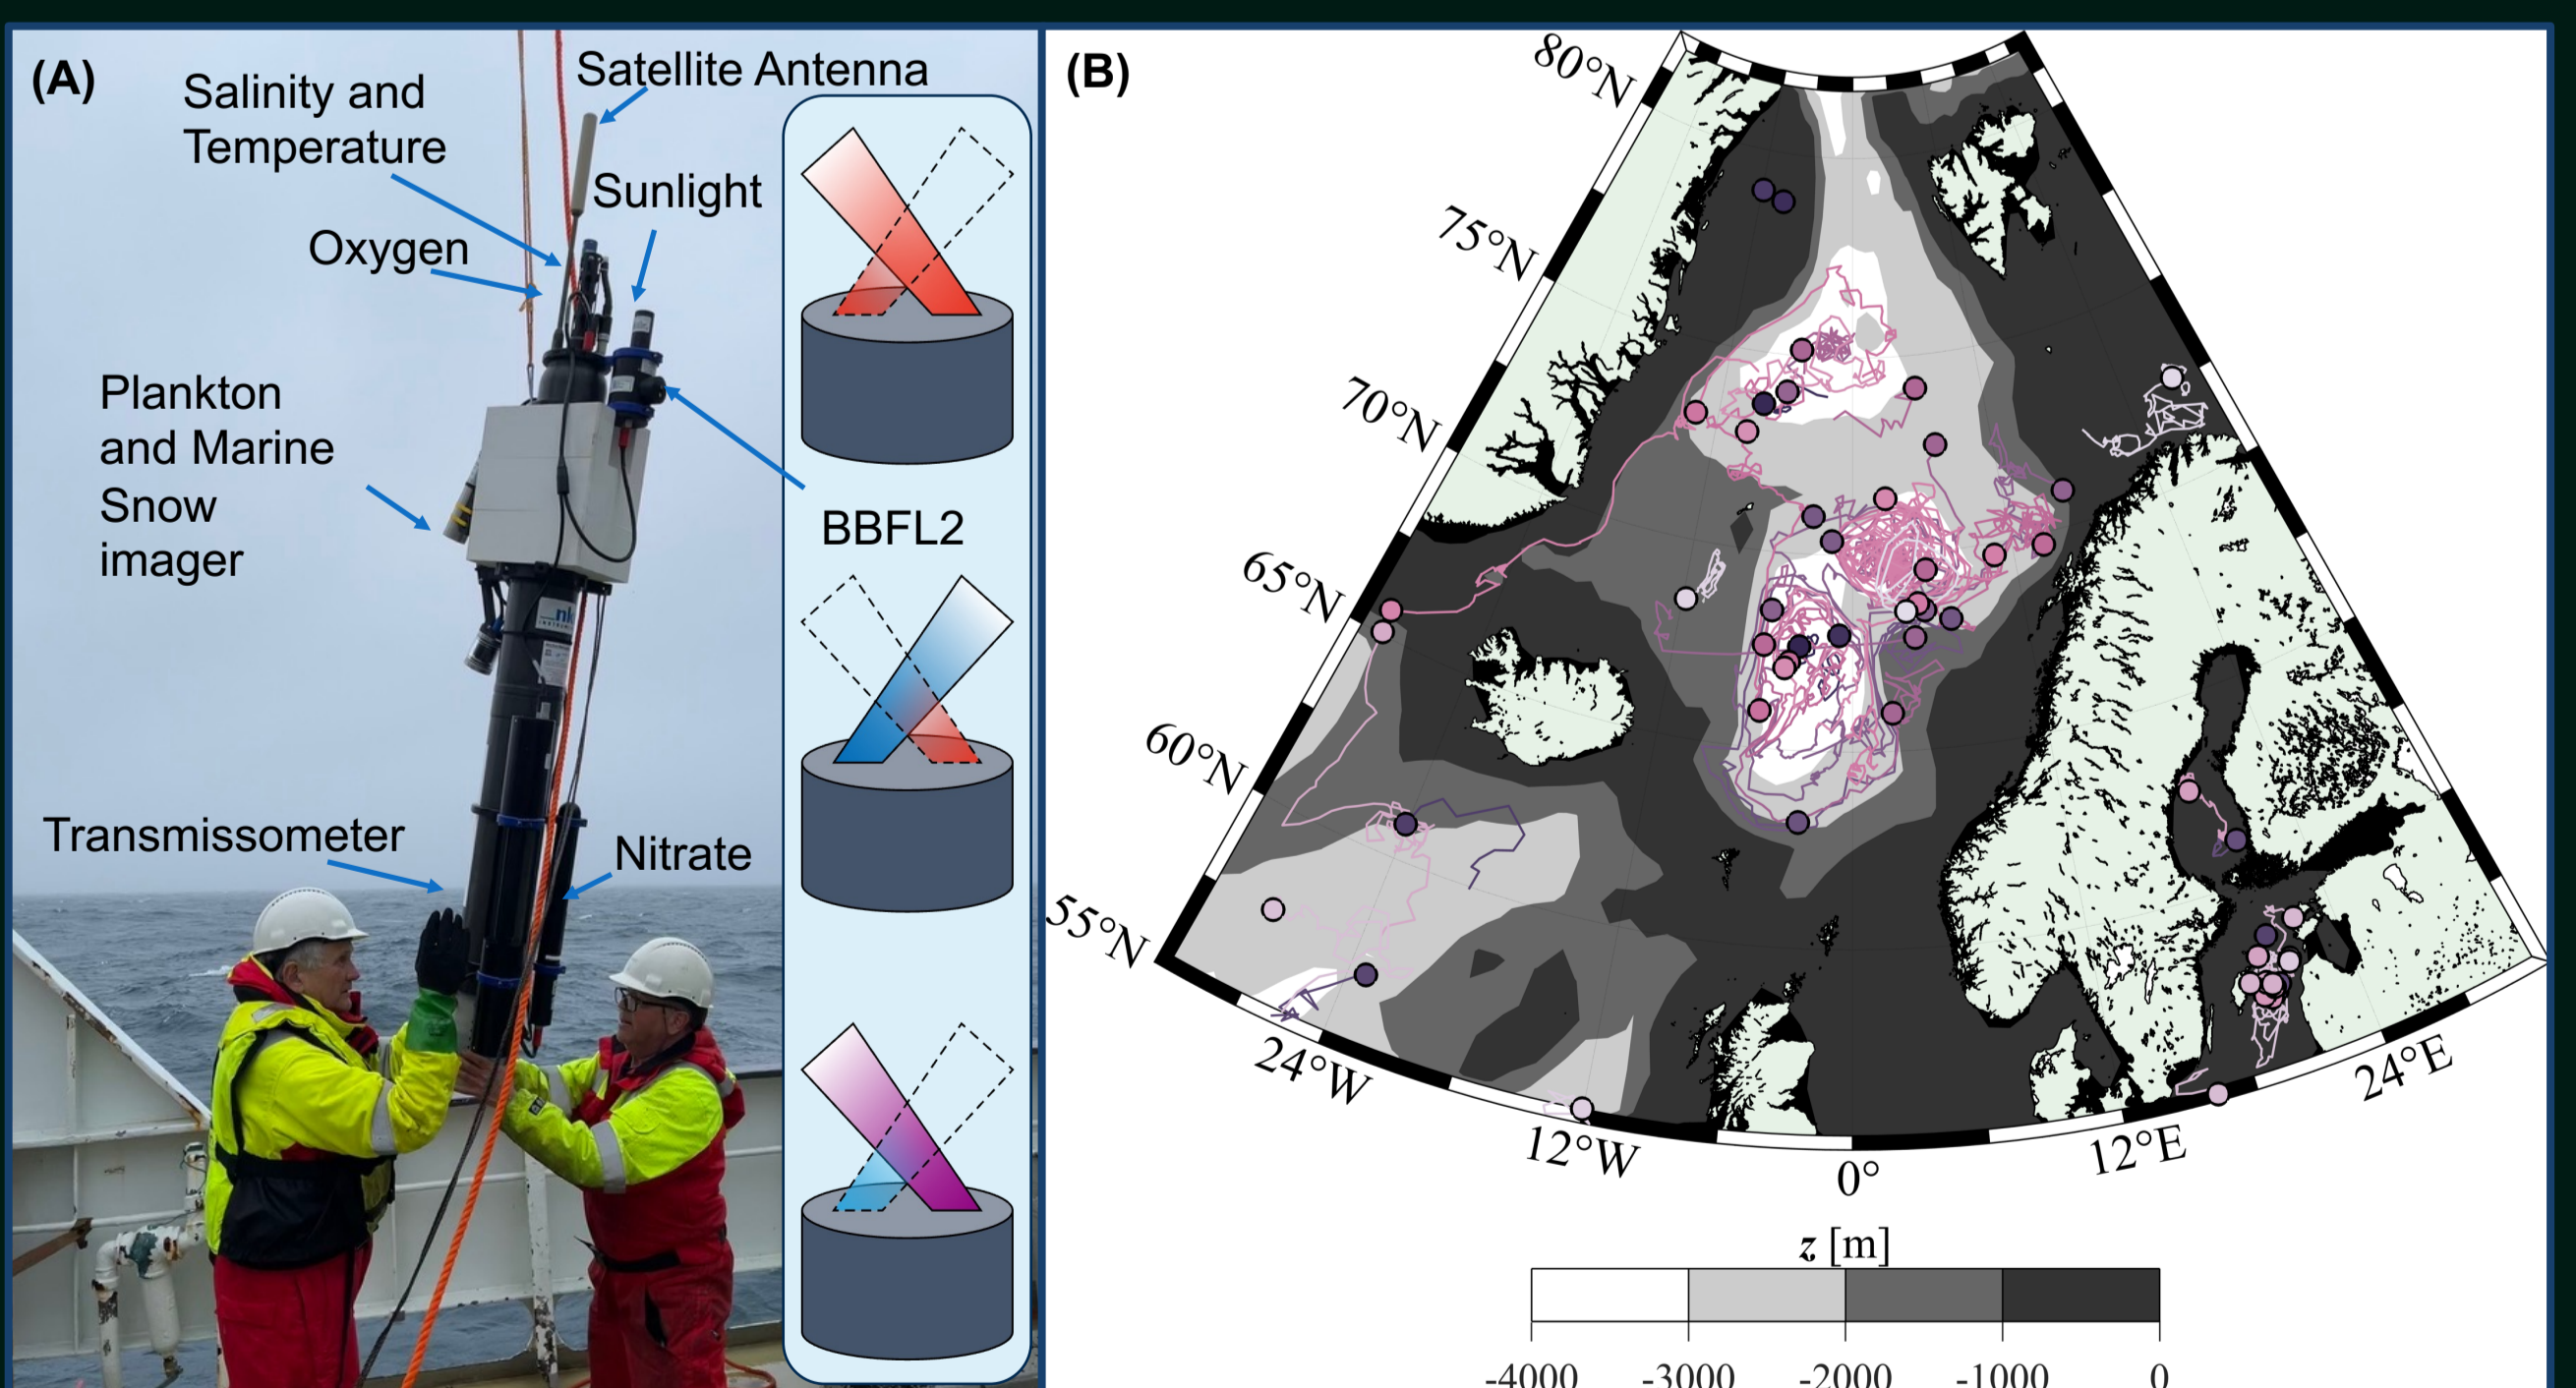 (A)
Satellite Antenna
Salinity and
Temperature
Sunlight
Oxygen
Plankton
and Marine
Snow
imager
BBFL2
Transmissometer
Nitrate
(B)
80°N
75°N
70°N
65°N
60°N
55°N
24°W
12°W
0°
12°E
24°E
z [m]
-4000 -3000 -2000 -1000 0